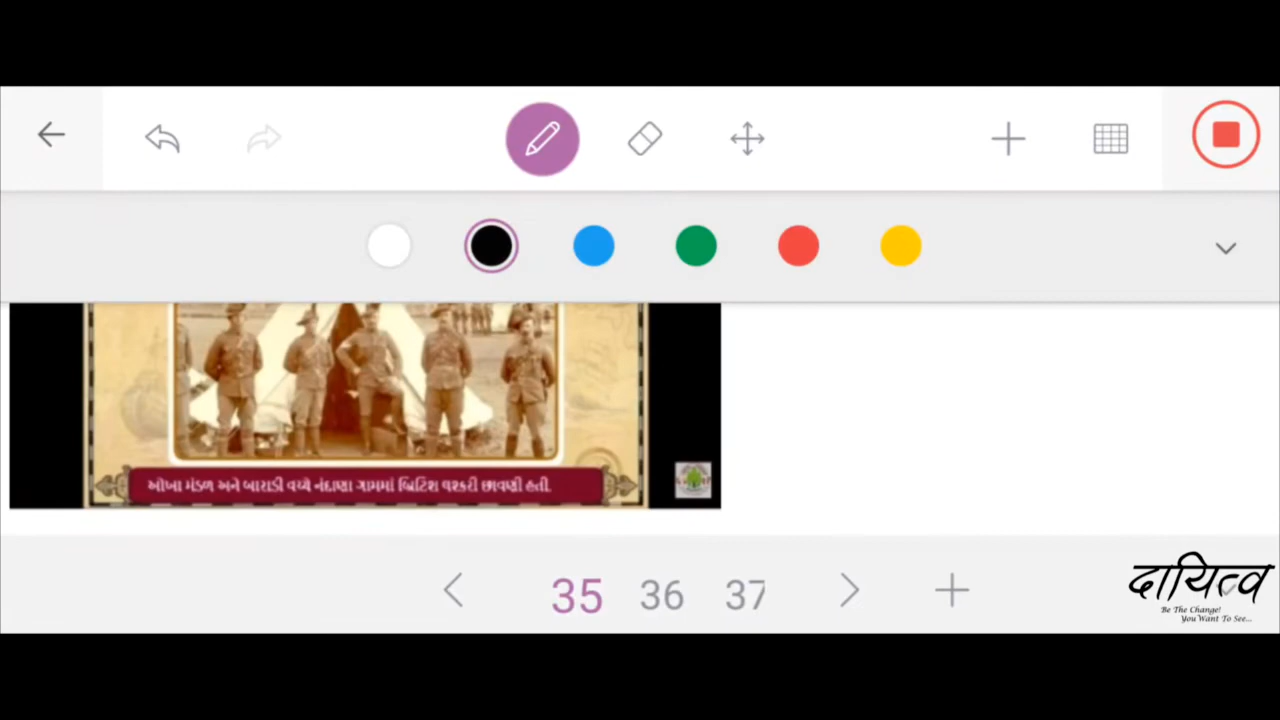 ઓખા મંડળ અને બારાડી વચ્ચે નંદાણા ગામમાં બ્રિટિશ લશ્કરી છાવણી હતી.
35 36 37
दायित्व
Be The Change!
You Want To See...